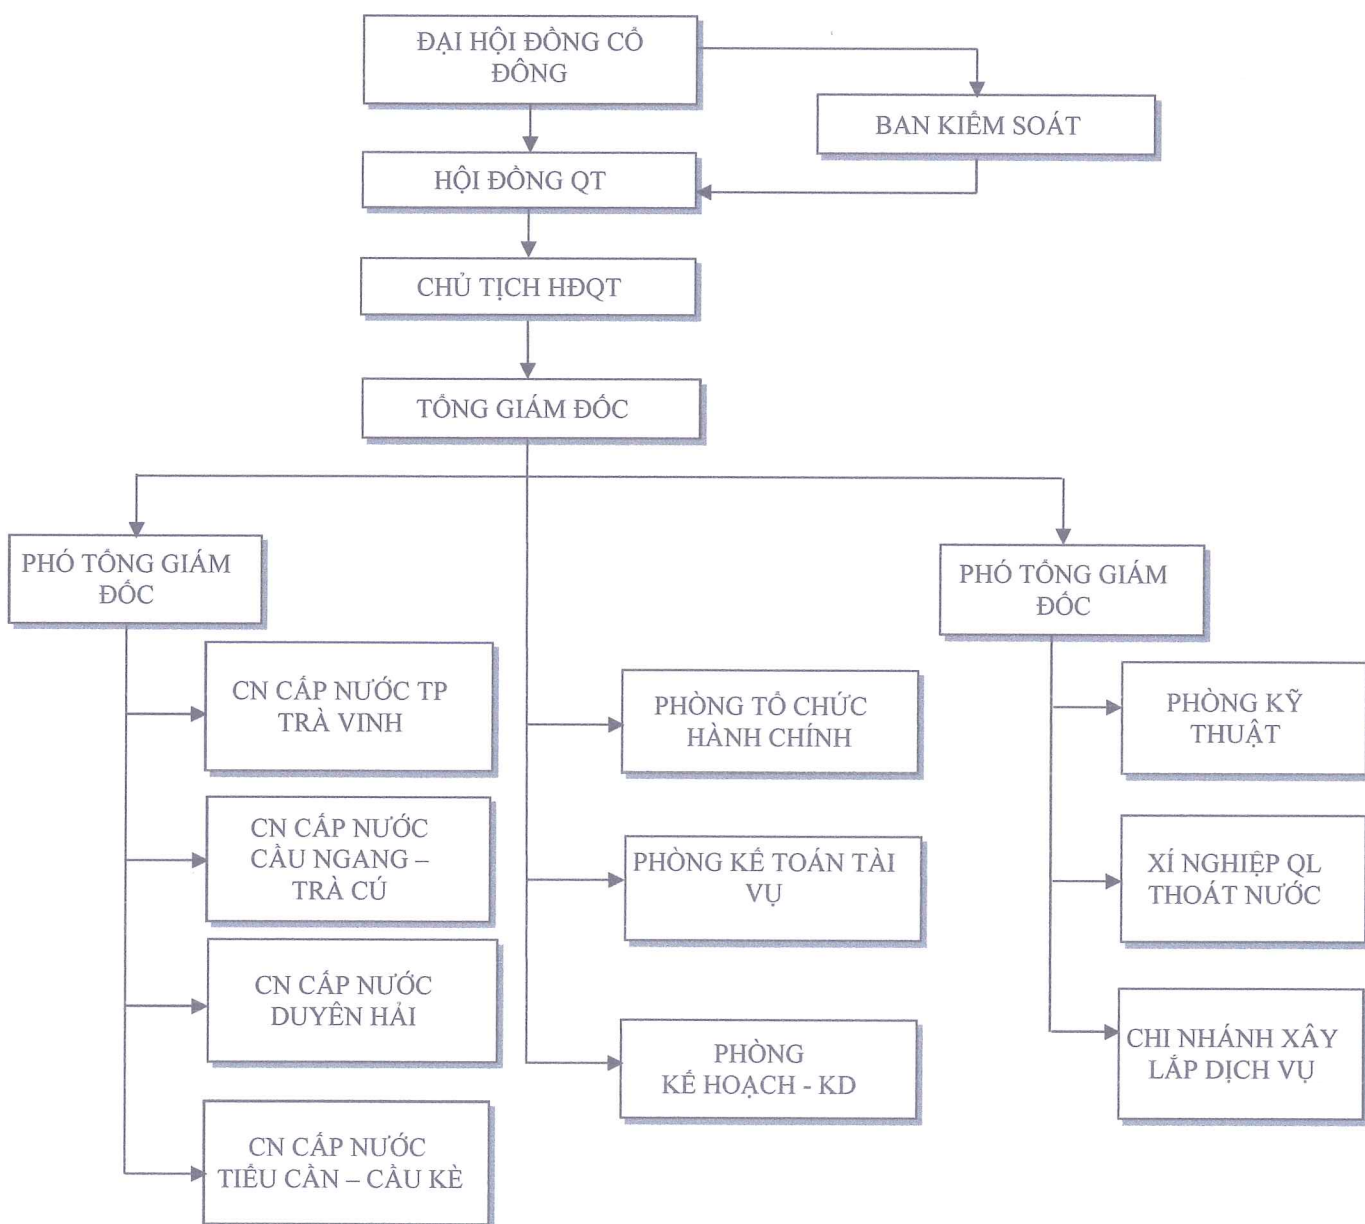 ĐẠI HỘI ĐỒNG CỔ
ĐÔNG
BAN KIỂM SOÁT
HỘI ĐỒNG QT
CHỦ TỊCH HĐQT
TỔNG GIÁM ĐỐC
PHÓ TỔNG GIÁM
ĐỐC
PHÓ TỔNG GIÁM
ĐỐC
CN CẤP NƯỚC TP
TRÀ VINH
CN CẤP NƯỚC
CẦU NGANG –
TRÀ CÚ
CN CẤP NƯỚC
DUYÊN HẢI
CN CẤP NƯỚC
TIỂU CẦN – CẦU KÈ
PHÒNG TỔ CHỨC
HÀNH CHÍNH
PHÒNG KẾ TOÁN TÀI
VỤ
PHÒNG
KẾ HOẠCH - KD
PHÒNG KỸ
THUẬT
XÍ NGHIỆP QL
THOÁT NƯỚC
CHI NHÁNH XÂY
LẮP DỊCH VỤ